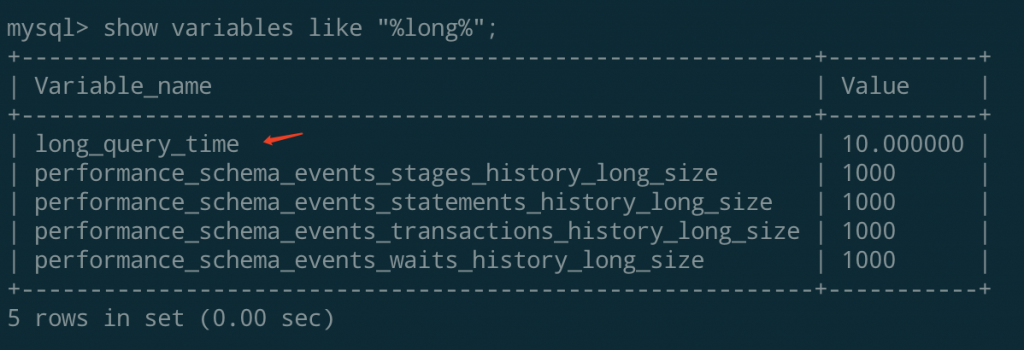 mysql> show variables like "%long%";
+----------------------------------------------------------+-----------+
| Variable_name                                            | Value     |
+----------------------------------------------------------+-----------+
| long_query_time                                          | 10.000000 |
| performance_schema_events_stages_history_long_size       | 1000      |
| performance_schema_events_statements_history_long_size   | 1000      |
| performance_schema_events_transactions_history_long_size | 1000      |
| performance_schema_events_waits_history_long_size        | 1000      |
+----------------------------------------------------------+-----------+
5 rows in set (0.00 sec)